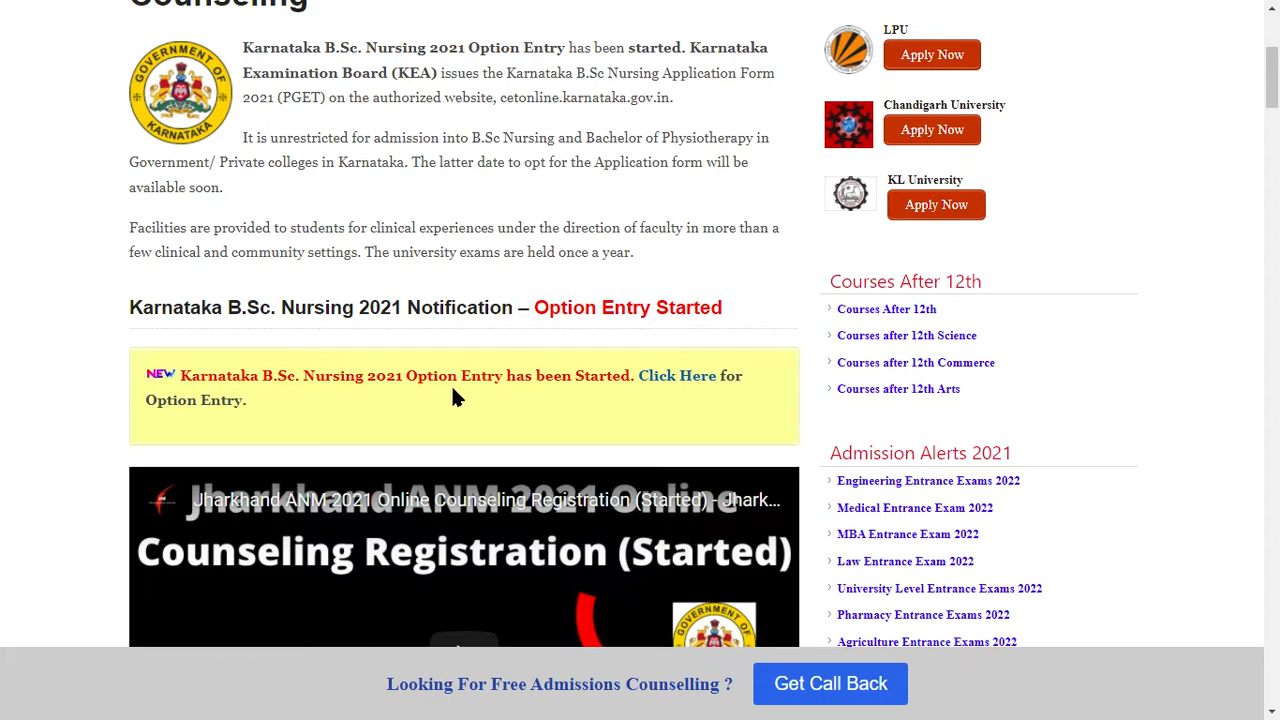 Counseling
GOVERNMENT OF
KARNATAKA
Karnataka B.Sc. Nursing 2021 Option Entry has been started. Karnataka
Examination Board (KEA) issues the Karnataka B.Sc Nursing Application Form
2021 (PGET) on the authorized website, cetonline.karnataka.gov.in.
It is unrestricted for admission into B.Sc Nursing and Bachelor of Physiotherapy in
Government/ Private colleges in Karnataka. The latter date to opt for the Application form will be
available soon.
Facilities are provided to students for clinical experiences under the direction of faculty in more than a
few clinical and community settings. The university exams are held once a year.
Karnataka B.Sc. Nursing 2021 Notification – Option Entry Started
NEW Karnataka B.Sc. Nursing 2021 Option Entry has been Started. Click Here for
Option Entry.
Jharkhand ANM 2021 Online Counseling Registration (Started) - Jhark...
Jharkhand ANM 2021 Online
Counseling Registration (Started)
LPU
Apply Now
Chandigarh University
Apply Now
KL University
Apply Now
Courses After 12th
Courses After 12th
Courses after 12th Science
Courses after 12th Commerce
Courses after 12th Arts
Admission Alerts 2021
Engineering Entrance Exams 2022
Medical Entrance Exam 2022
MBA Entrance Exam 2022
Law Entrance Exam 2022
University Level Entrance Exams 2022
Pharmacy Entrance Exams 2022
Agriculture Entrance Exams 2022
Looking For Free Admissions Counselling ?
Get Call Back